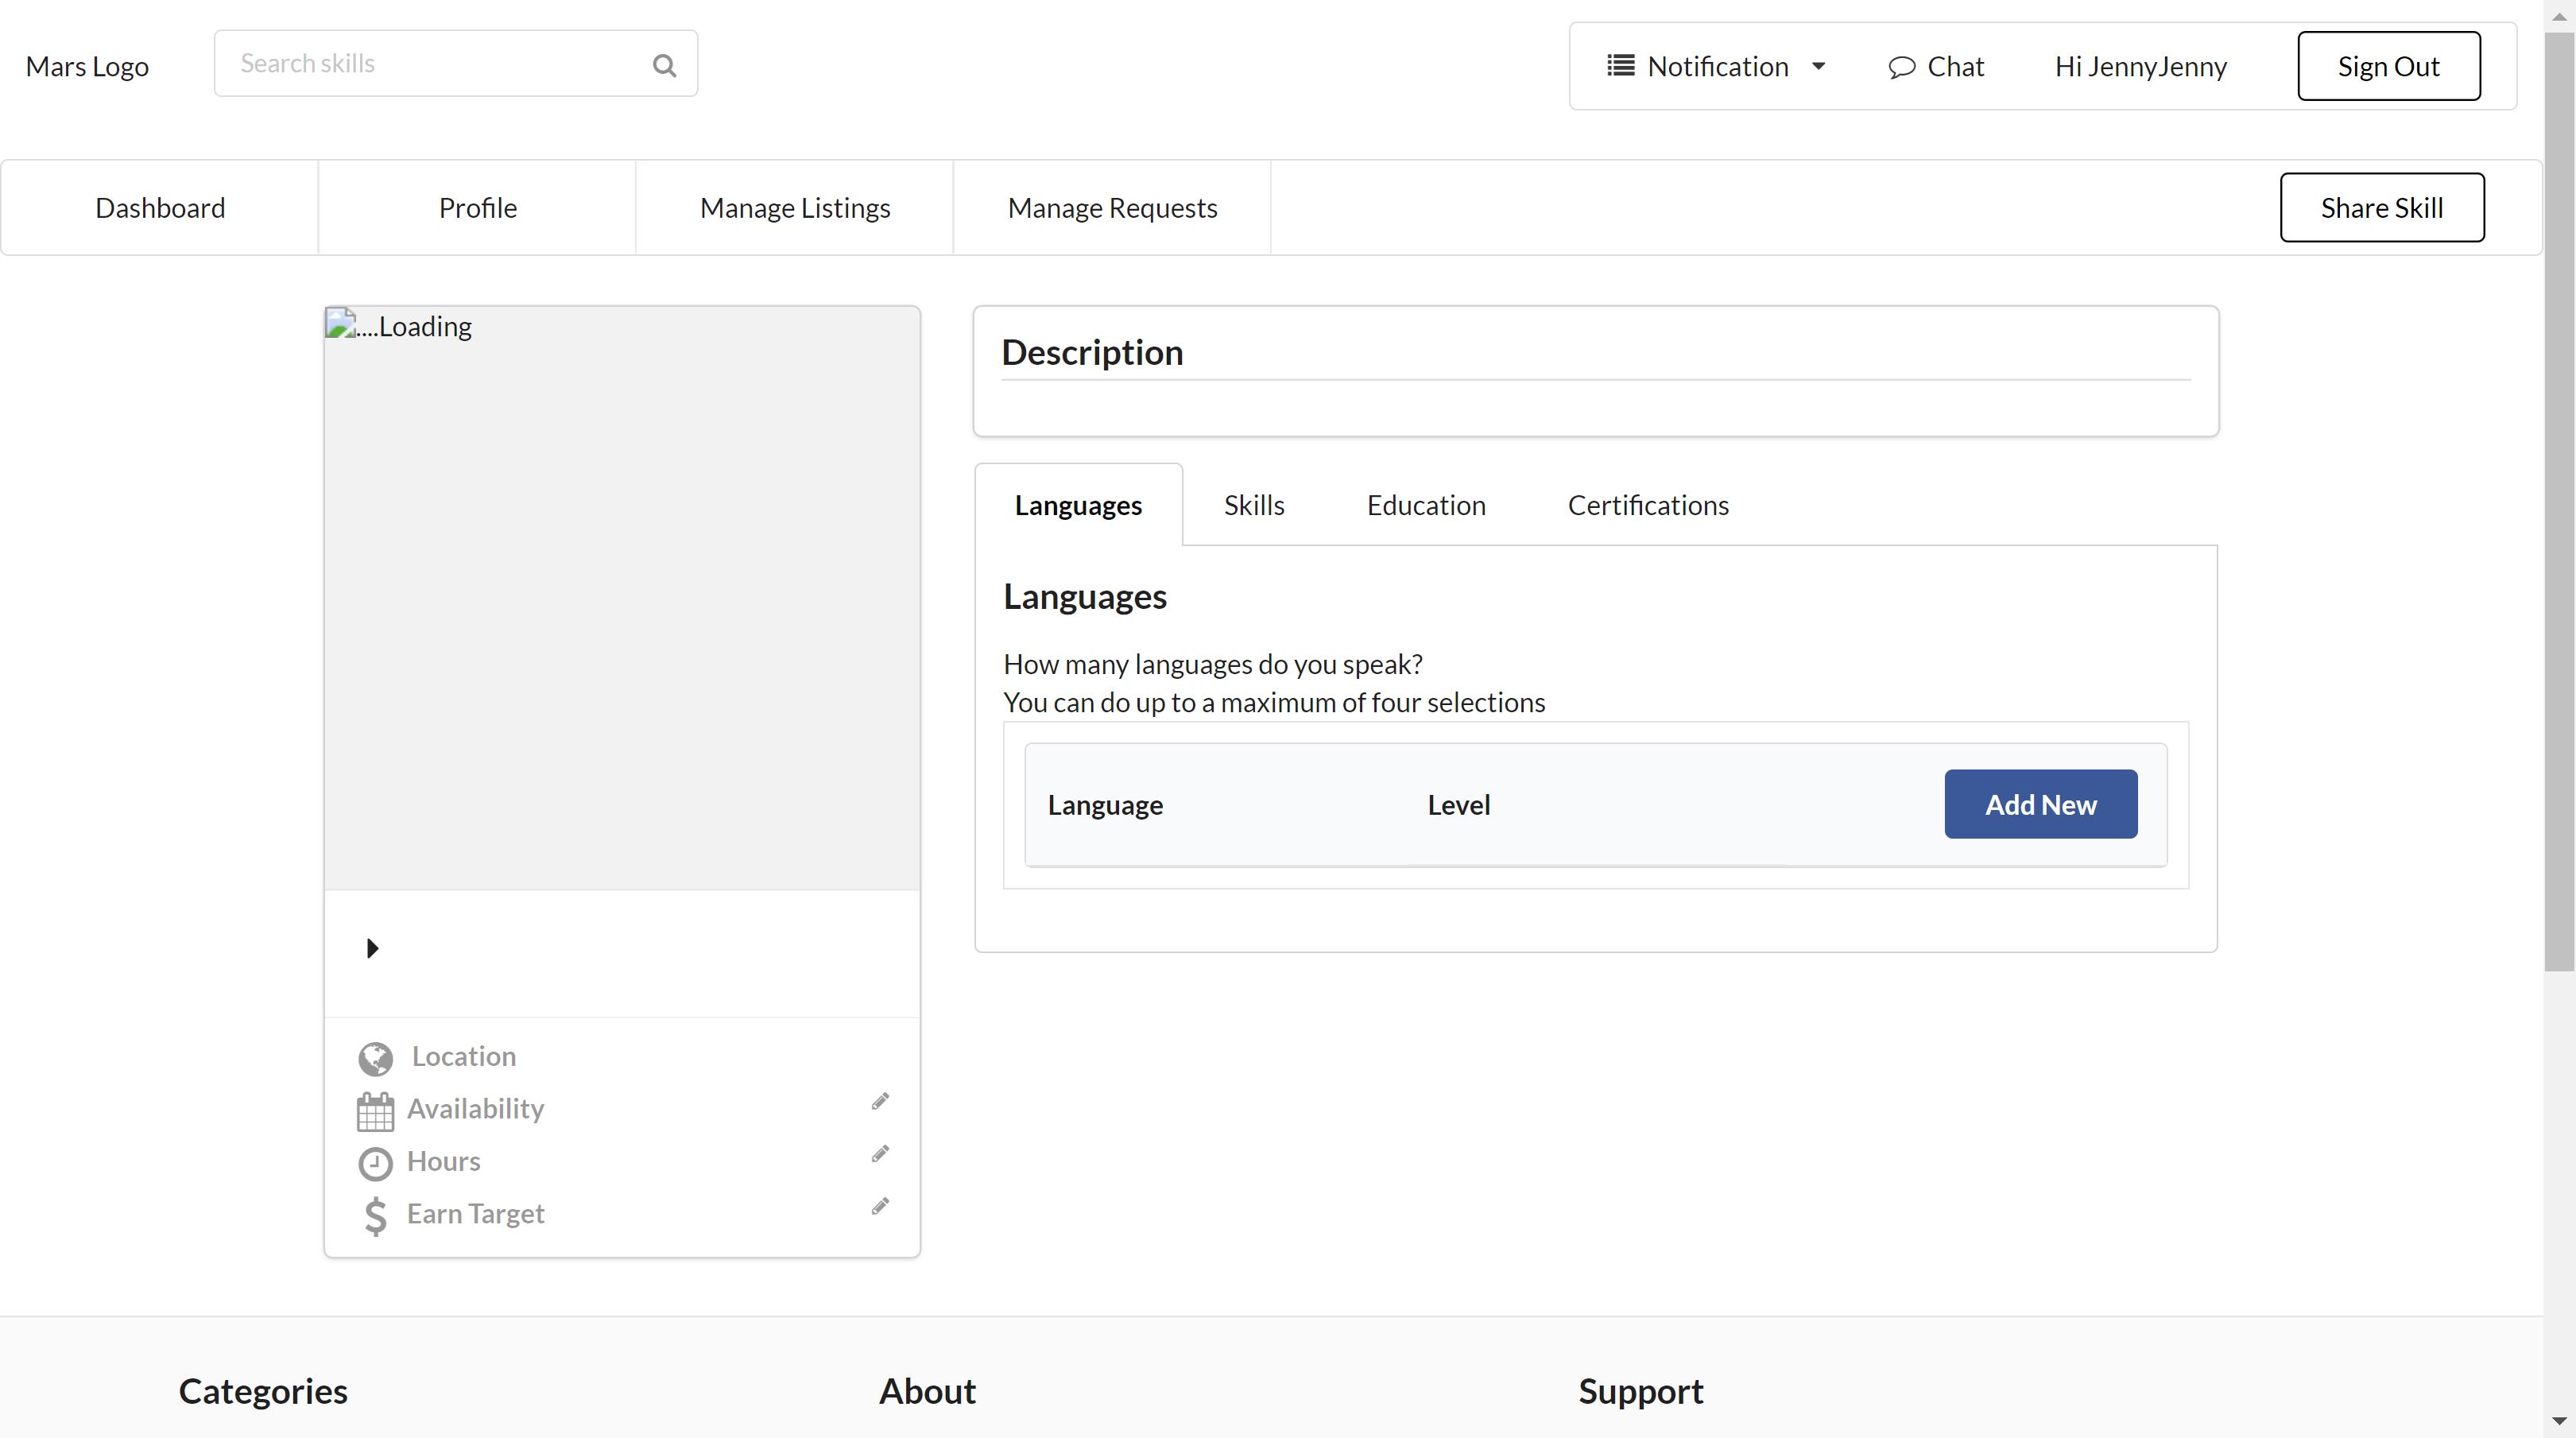 Mars Logo
Search skills
Notification
Chat
Hi JennyJenny
Sign Out
Dashboard
Profile
Manage Listings
Manage Requests
Share Skill
....Loading
Location
Availability
Hours
Earn Target
Description
Languages
Skills
Education
Certifications
Languages
How many languages do you speak?
You can do up to a maximum of four selections
Language
Level
Add New
Categories
About
Support